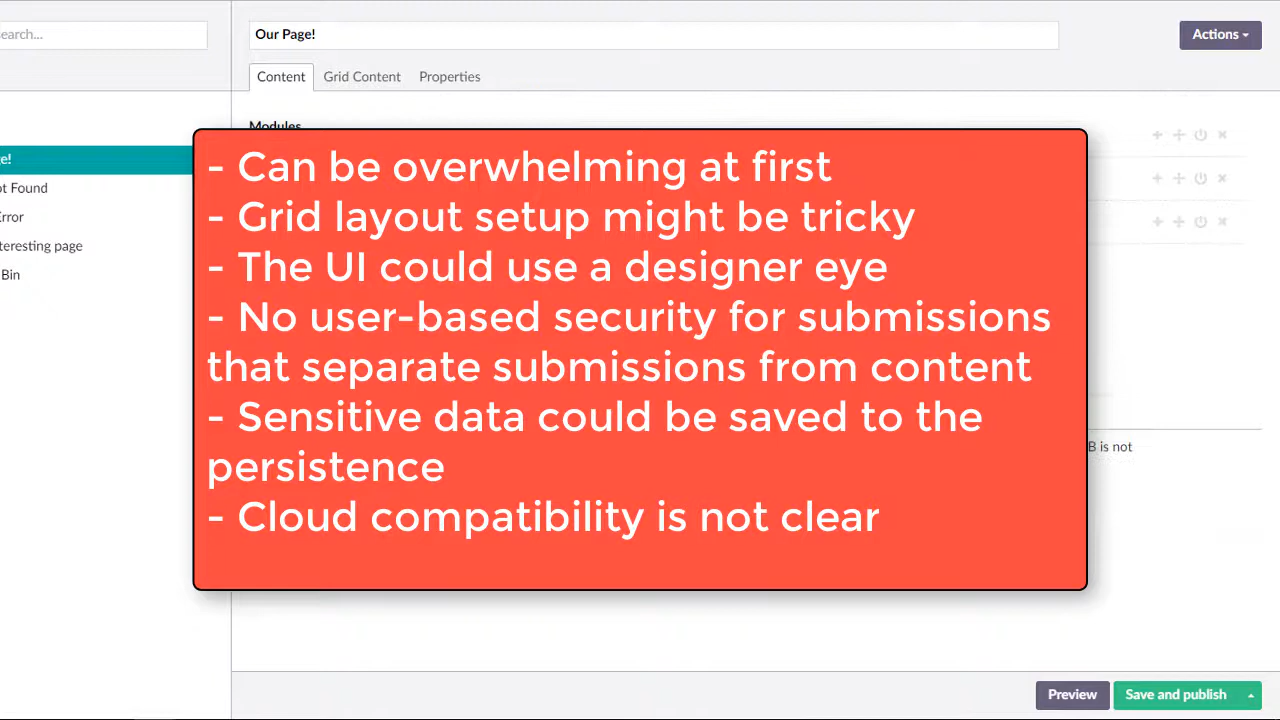 earch...
Our Page!
Actions
Content Grid Content Properties
Modules
e!
ot Found
Error
teresting page
Bin
- Can be overwhelming at first
- Grid layout setup might be tricky
- The UI could use a designer eye
- No user-based security for submissions
that separate submissions from content
- Sensitive data could be saved to the
persistence
- Cloud compatibility is not clear
B is not
Preview Save and publish